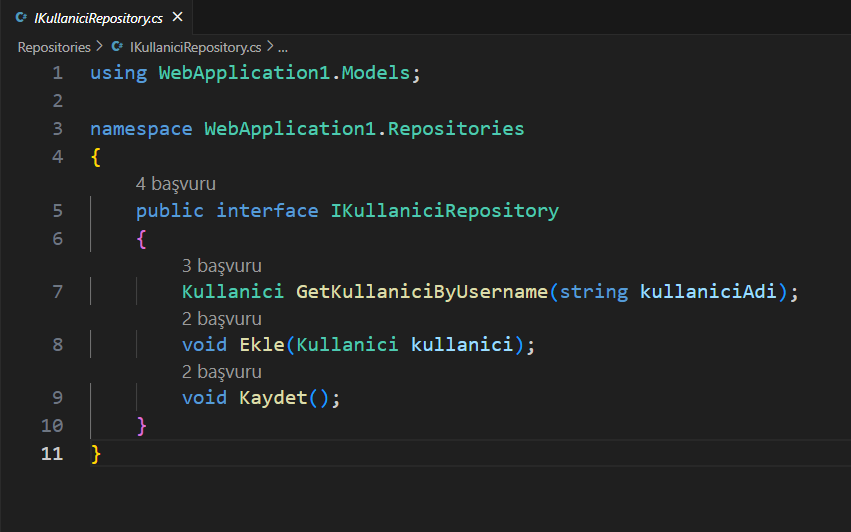 IKullaniciRepository.cs
Repositories > IKullaniciRepository.cs > ...
1 using WebApplication1.Models;
2
3 namespace WebApplication1.Repositories
4 {
4 başvuru
5 public interface IKullaniciRepository
6 {
3 başvuru
7 Kullanici GetKullaniciByUsername(string kullaniciAdi);
2 başvuru
8 void Ekle(Kullanici kullanici);
2 başvuru
9 void Kaydet();
10 }
11 }